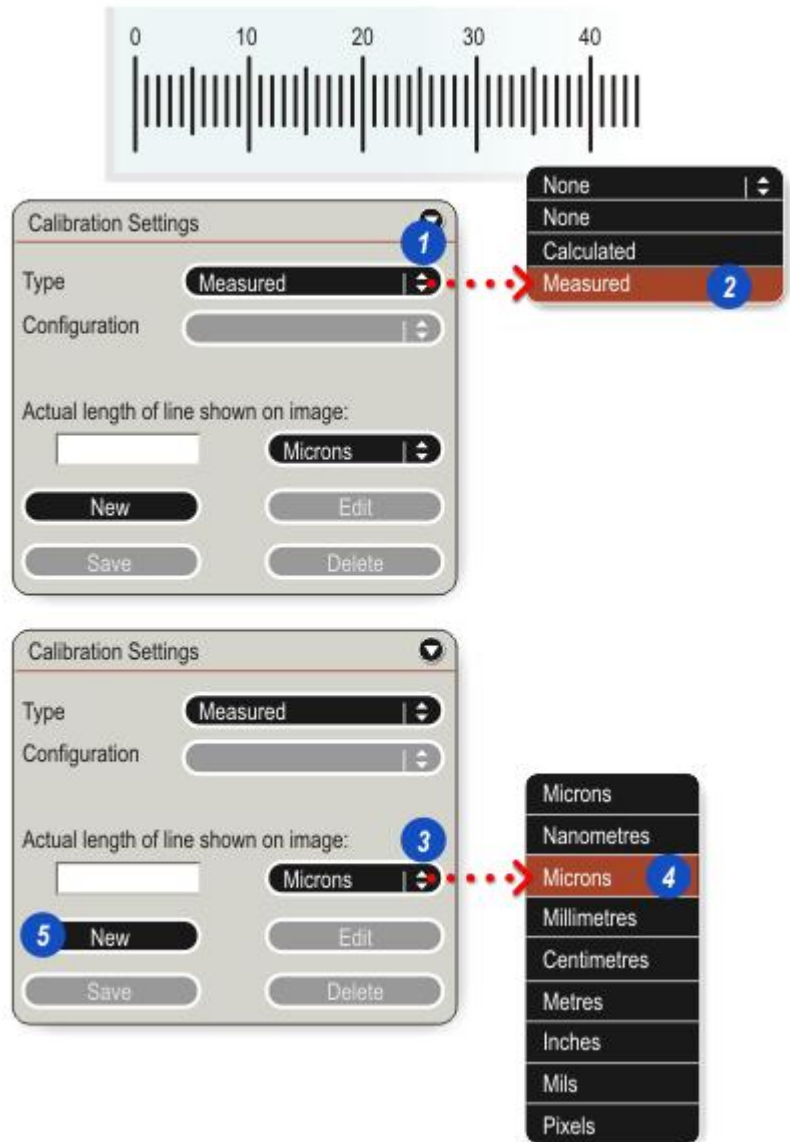 0 10 20 30 40
Calibration Settings
1
Type Measured
Configuration
Actual length of line shown on image:
Microns
New Edit
Save Delete
None
None
Calculated
Measured 2
Calibration Settings
Type Measured
Configuration
Actual length of line shown on image:
3
Microns
5 New Edit
Save Delete
Microns
Nanometres
Microns 4
Millimetres
Centimetres
Metres
Inches
Mils
Pixels